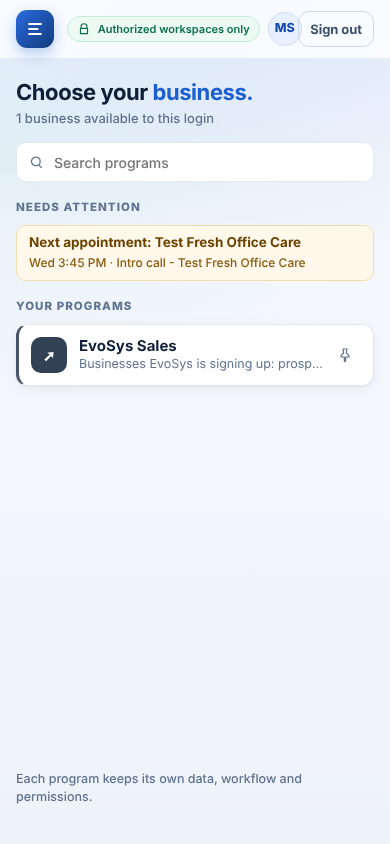 Authorized workspaces only
MS
Sign out
Choose your business.
1 business available to this login
Search programs
NEEDS ATTENTION
Next appointment: Test Fresh Office Care
Wed 3:45 PM · Intro call - Test Fresh Office Care
YOUR PROGRAMS
EvoSys Sales
Businesses EvoSys is signing up: prosp...
Each program keeps its own data, workflow and
permissions.